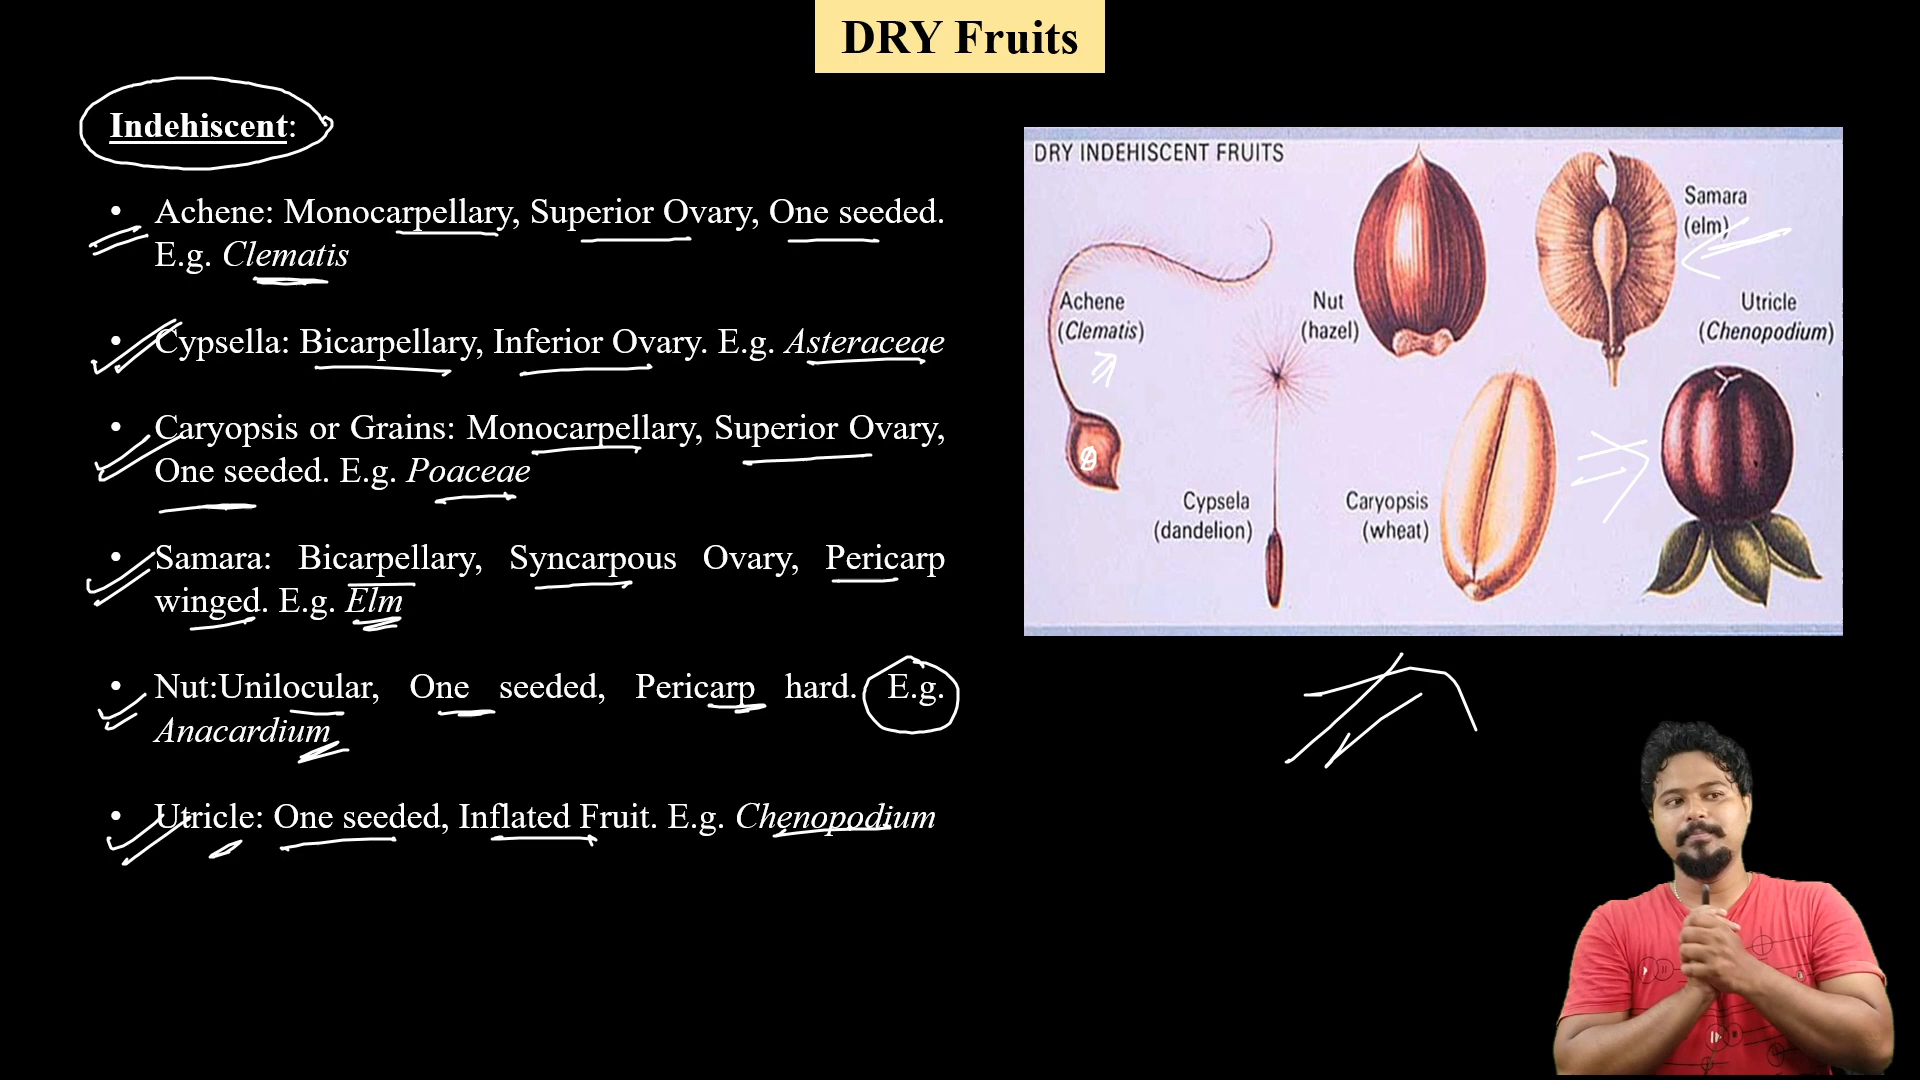 DRY Fruits
Indehiscent:
• Achene: Monocarpellary, Superior Ovary, One seeded.
E.g. Clematis
• Cypsella: Bicarpellary, Inferior Ovary. E.g. Asteraceae
• Caryopsis or Grains: Monocarpellary, Superior Ovary,
One seeded. E.g. Poaceae
• Samara: Bicarpellary, Syncarpous Ovary, Pericarp
winged. E.g. Elm
• Nut:Unilocular, One seeded, Pericarp hard. E.g.
Anacardium
• Utricle: One seeded, Inflated Fruit. E.g. Chenopodium
DRY INDEHISCENT FRUITS
Achene
(Clematis)
Nut
(hazel)
Samara
(elm)
Utricle
(Chenopodium)
Cypsela
(dandelion)
Caryopsis
(wheat)